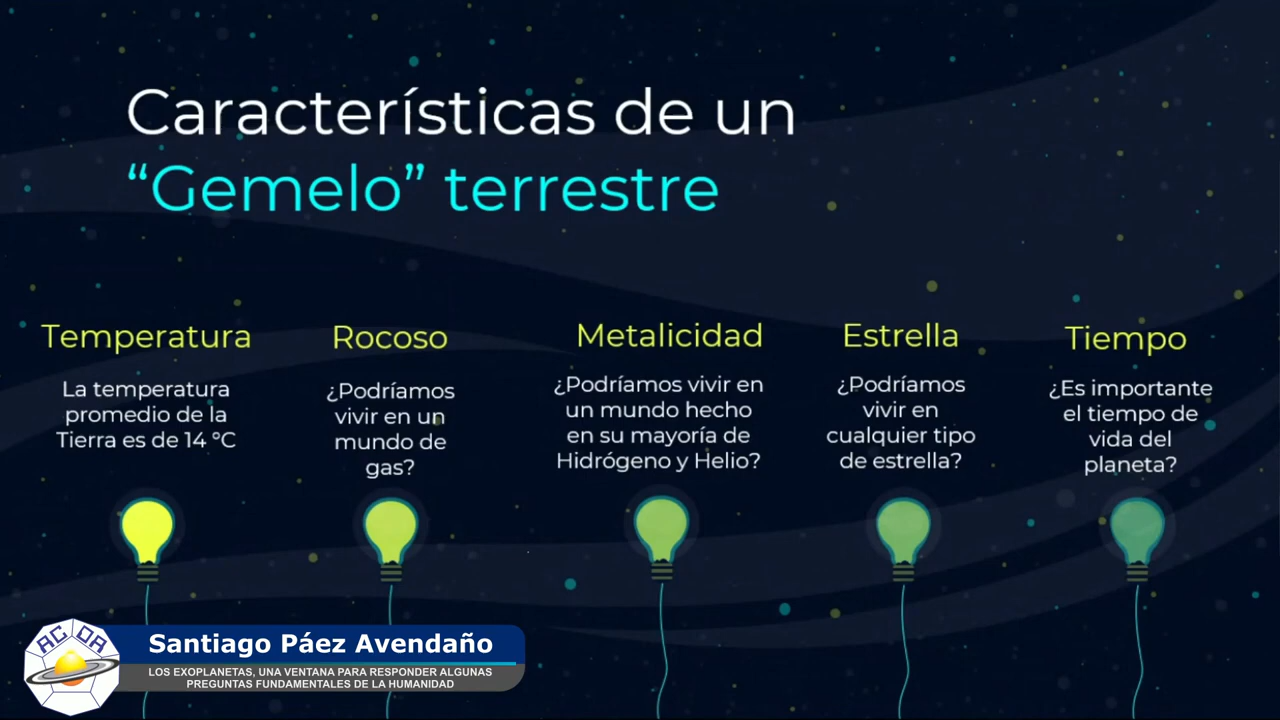 Características de un
“Gemelo” terrestre
Temperatura
La temperatura
promedio de la
Tierra es de 14 °C
Rocoso
¿Podríamos
vivir en un
mundo de
gas?
Metalicidad
¿Podríamos vivir en
un mundo hecho
en su mayoría de
Hidrógeno y Helio?
Estrella
¿Podríamos
vivir en
cualquier tipo
de estrella?
Tiempo
¿Es importante
el tiempo de
vida del
planeta?
ACDA
Santiago Páez Avendaño
LOS EXOPLANETAS, UNA VENTANA PARA RESPONDER ALGUNAS
PREGUNTAS FUNDAMENTALES DE LA HUMANIDAD